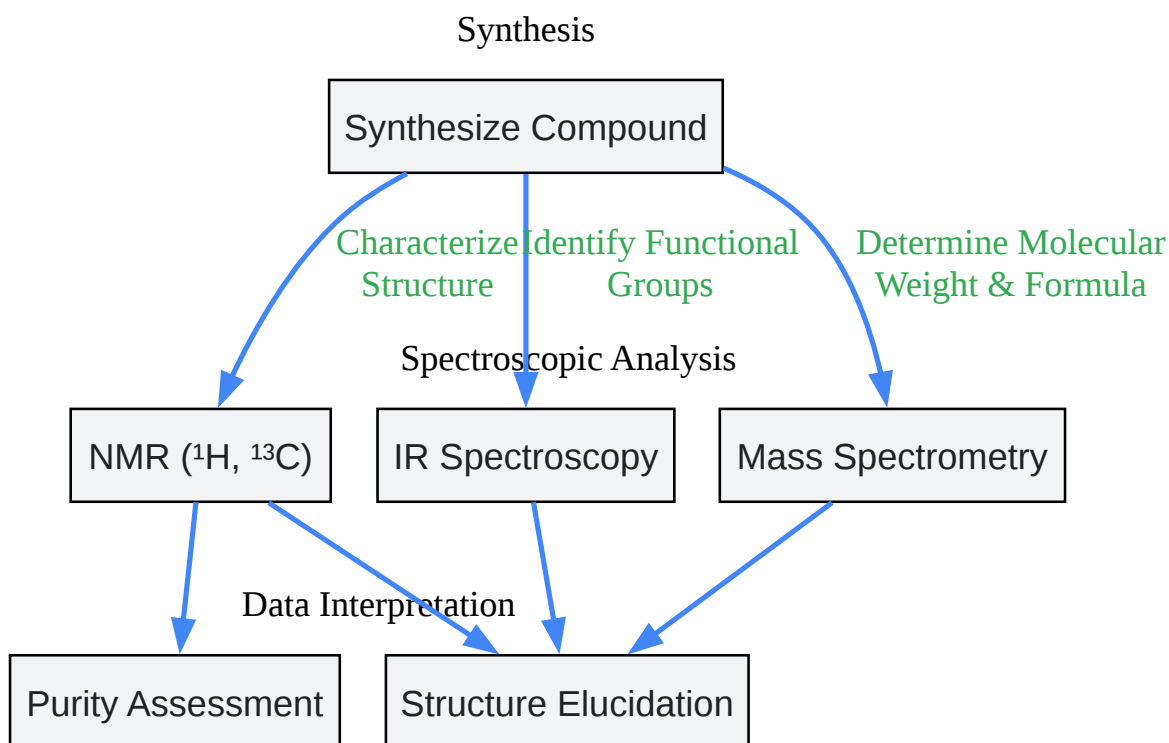 Synthesis
Synthesize Compound
Characterize
Structure
Identify Functional
Groups
Determine Molecular
Weight & Formula
Spectroscopic Analysis
NMR (¹H, ¹³C)
IR Spectroscopy
Mass Spectrometry
Data Interpretation
Purity Assessment
Structure Elucidation